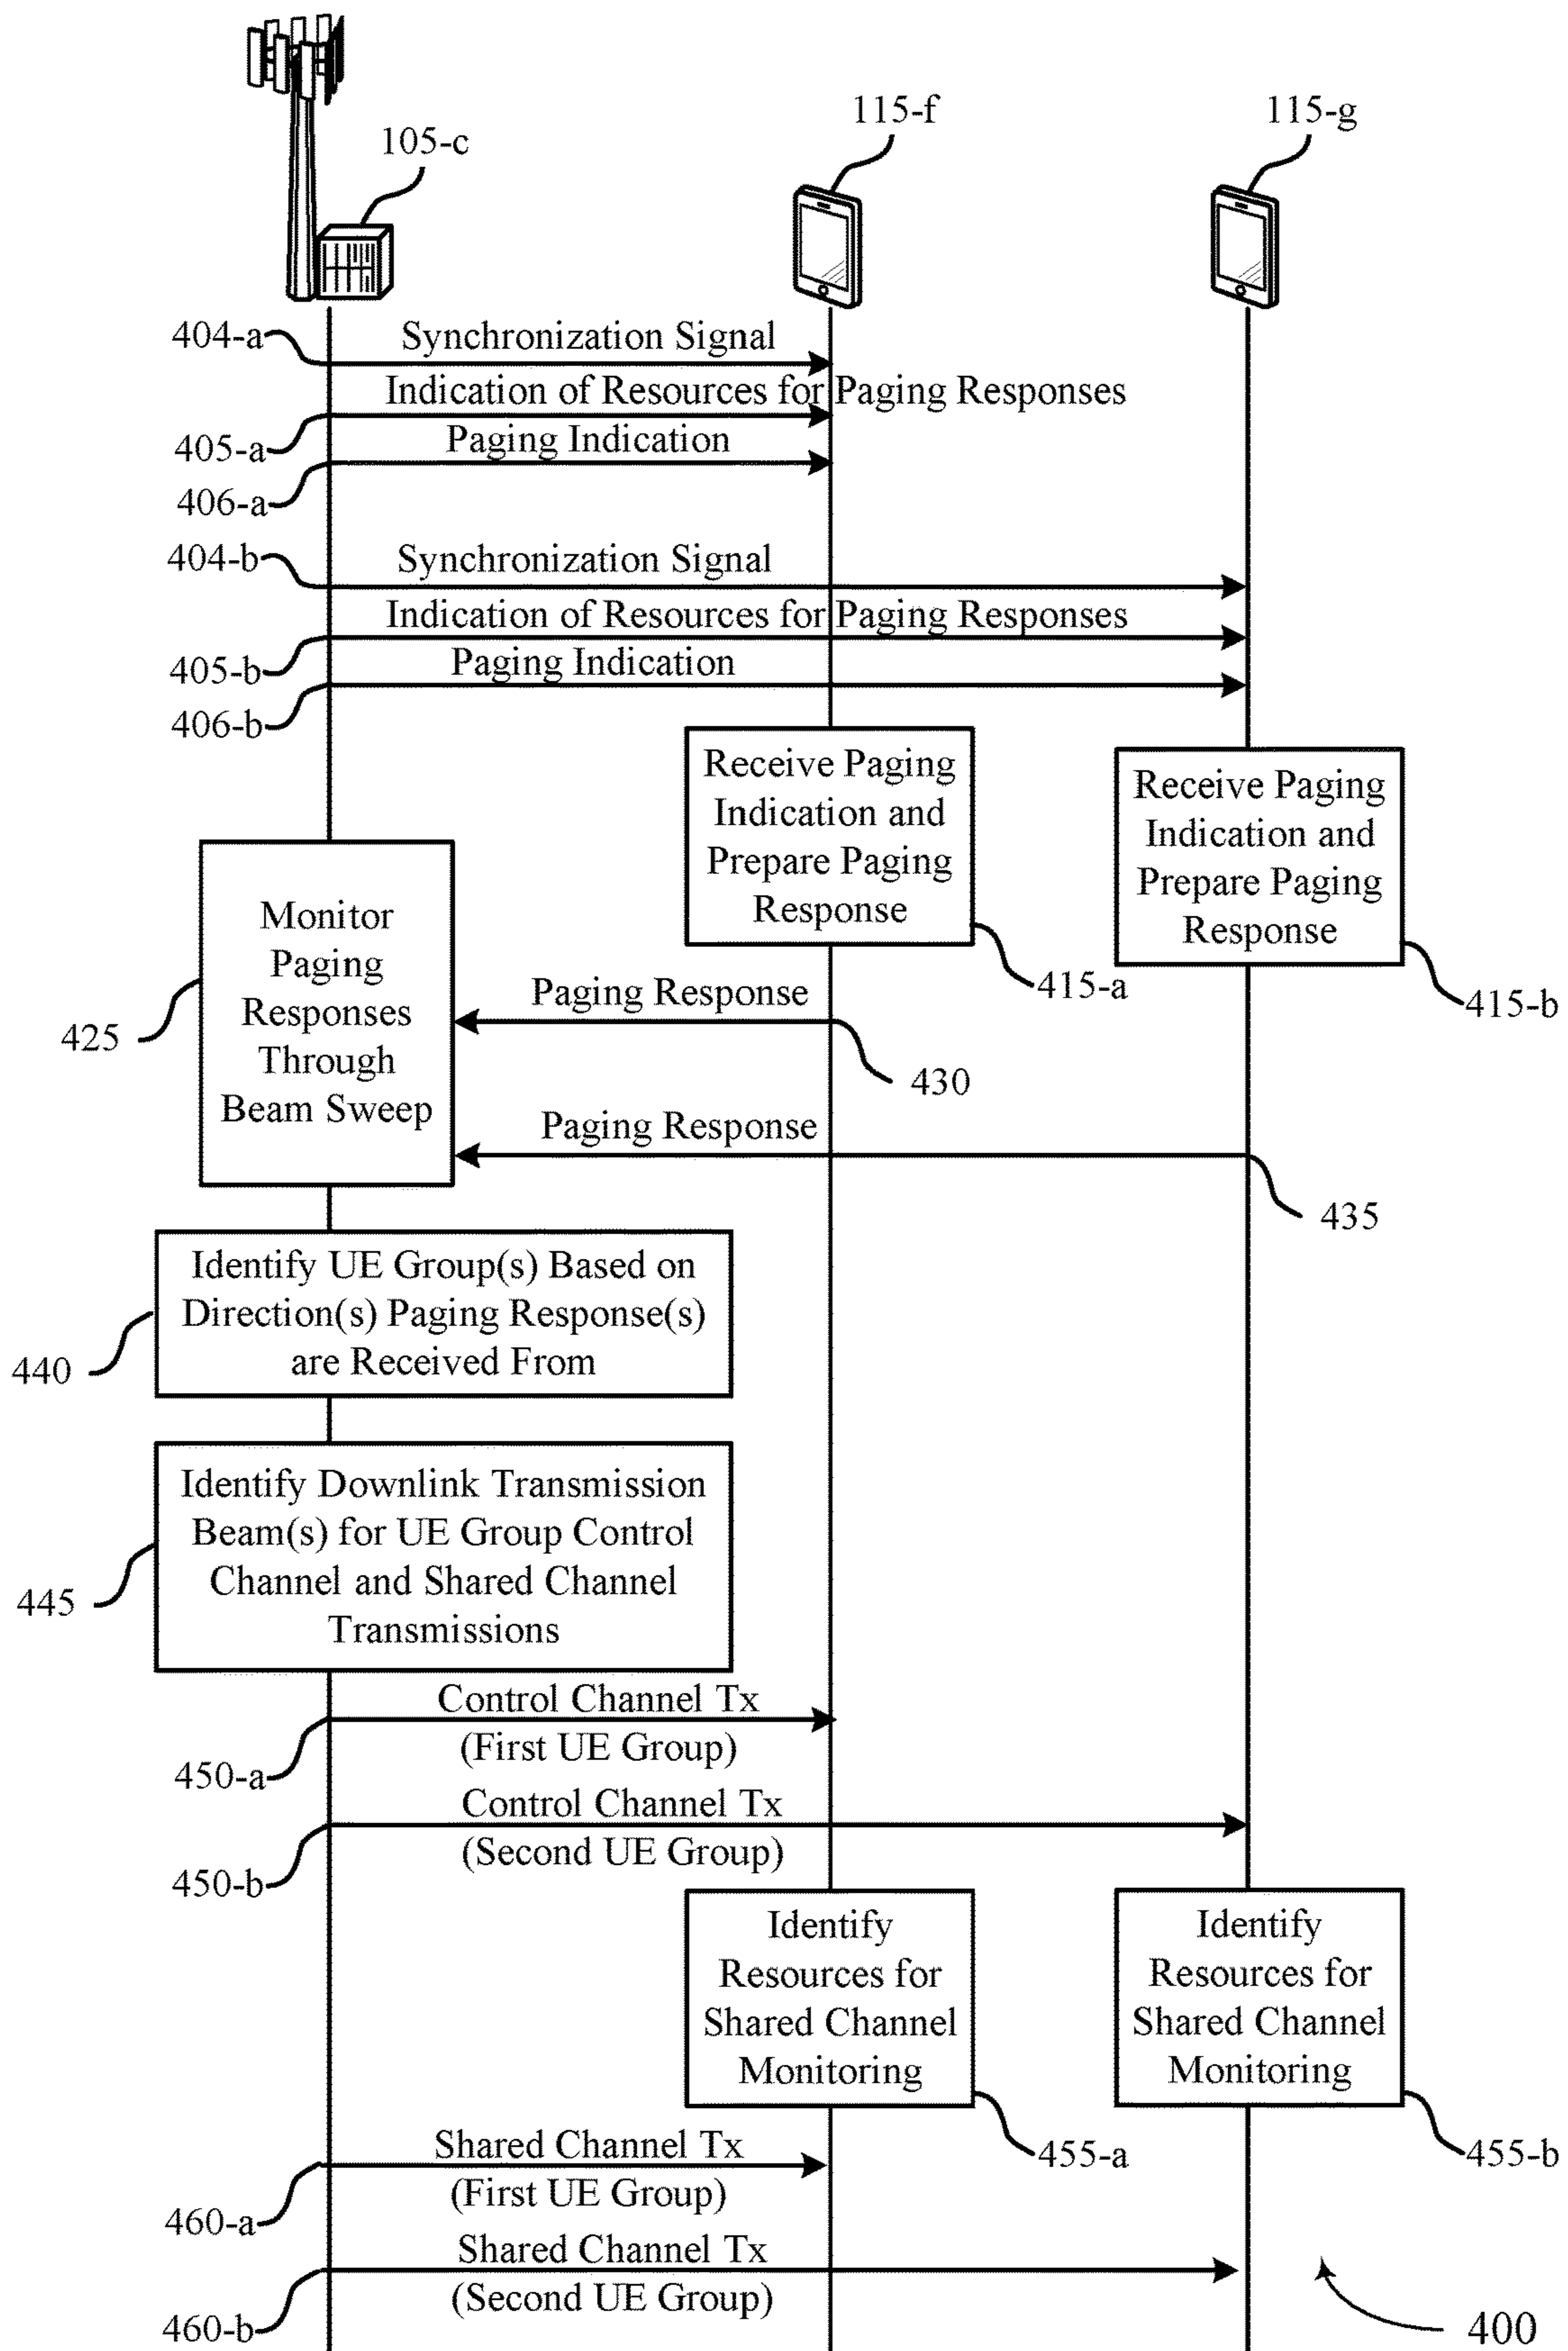 105-c
115-f
115-g
404-a
Synchronization Signal
Indication of Resources for Paging Responses
405-a
Paging Indication
406-a
404-b
Synchronization Signal
Indication of Resources for Paging Responses
405-b
Paging Indication
406-b
Receive Paging
Indication and
Prepare Paging
Response
415-a
Receive Paging
Indication and
Prepare Paging
Response
415-b
Monitor
Paging
Responses
Through
Beam Sweep
425
Paging Response
430
Paging Response
435
Identify UE Group(s) Based on
Direction(s) Paging Response(s)
are Received From
440
Identify Downlink Transmission
Beam(s) for UE Group Control
Channel and Shared Channel
Transmissions
445
Control Channel Tx
(First UE Group)
450-a
Control Channel Tx
(Second UE Group)
450-b
Identify
Resources for
Shared Channel
Monitoring
455-a
Identify
Resources for
Shared Channel
Monitoring
455-b
Shared Channel Tx
(First UE Group)
460-a
Shared Channel Tx
(Second UE Group)
460-b
400